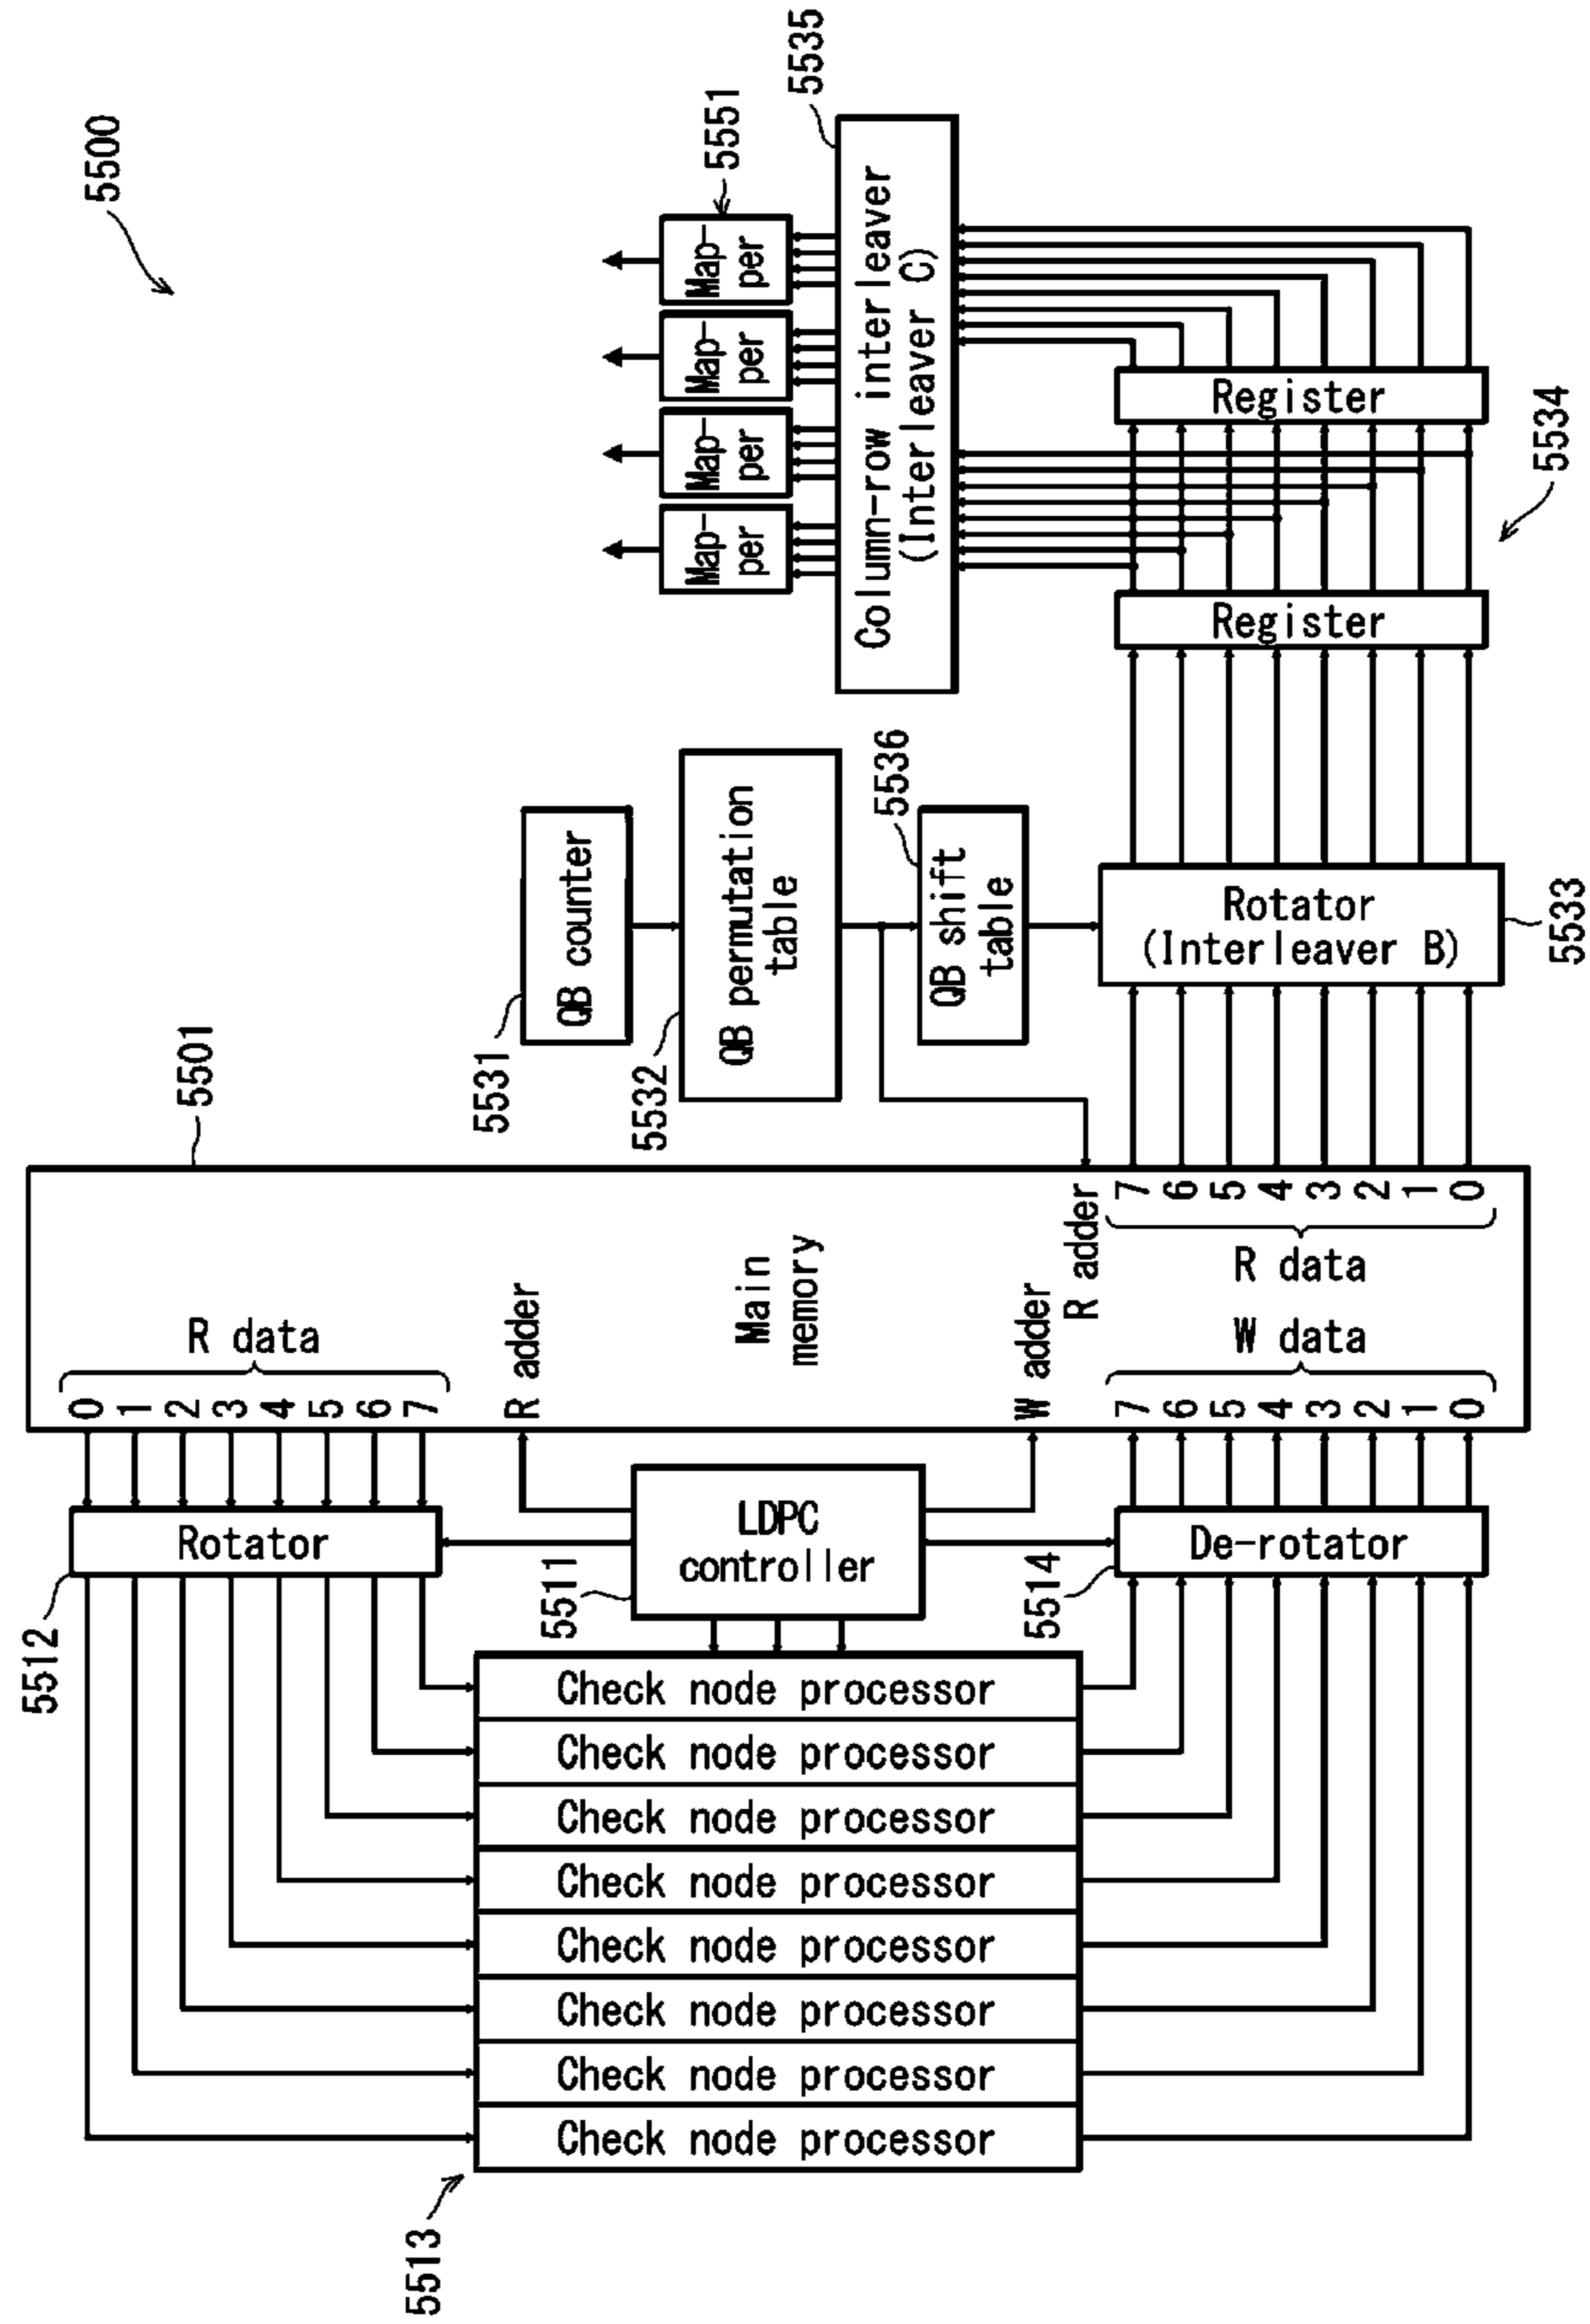 5500
5535
5551
Map-
per
Map-
per
Map-
per
Map-
per
Column-row interleaver
(Interleaver C)
Register
Register
5534
5531
QB counter
5532
QB permutation
table
5536
QB shift
table
Rotator
(Interleaver B)
5533
5501
Main
memory
R data
0
1
2
3
4
5
6
7
R adder
W adder
R adder
7
6
5
4
3
2
1
0
R data
W data
7
6
5
4
3
2
1
0
5512
Rotator
5511
LDPC
controller
5514
De-rotator
Check node processor
Check node processor
Check node processor
Check node processor
Check node processor
Check node processor
Check node processor
Check node processor
5513